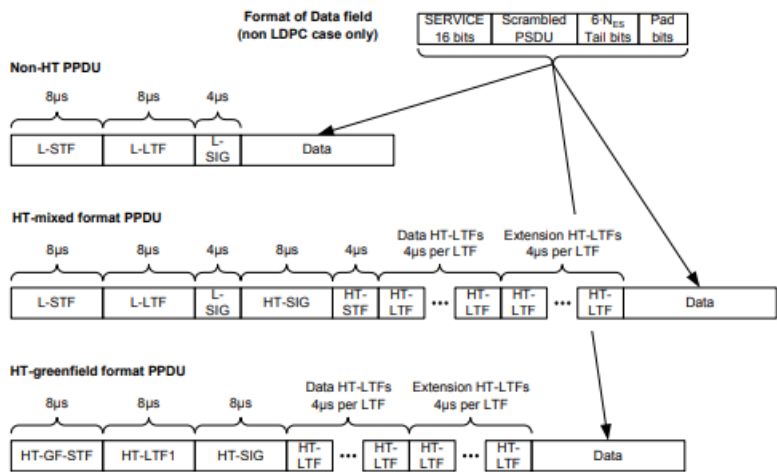 Format of Data field
(non LDPC case only)
SERVICE
16 bits
Scrambled
PSDU
6·N_ES
Tail bits
Pad
bits
Non-HT PPDU
8µs
8µs
4µs
L-STF
L-LTF
L-
SIG
Data
HT-mixed format PPDU
Data HT-LTFs
4µs per LTF
Extension HT-LTFs
4µs per LTF
8µs
8µs
4µs
8µs
4µs
L-STF
L-LTF
L-
SIG
HT-SIG
HT-
STF
HT-
LTF
•••
HT-
LTF
HT-
LTF
•••
HT-
LTF
Data
HT-greenfield format PPDU
Data HT-LTFs
4µs per LTF
Extension HT-LTFs
4µs per LTF
8µs
8µs
8µs
HT-GF-STF
HT-LTF1
HT-SIG
HT-
LTF
•••
HT-
LTF
HT-
LTF
•••
HT-
LTF
Data